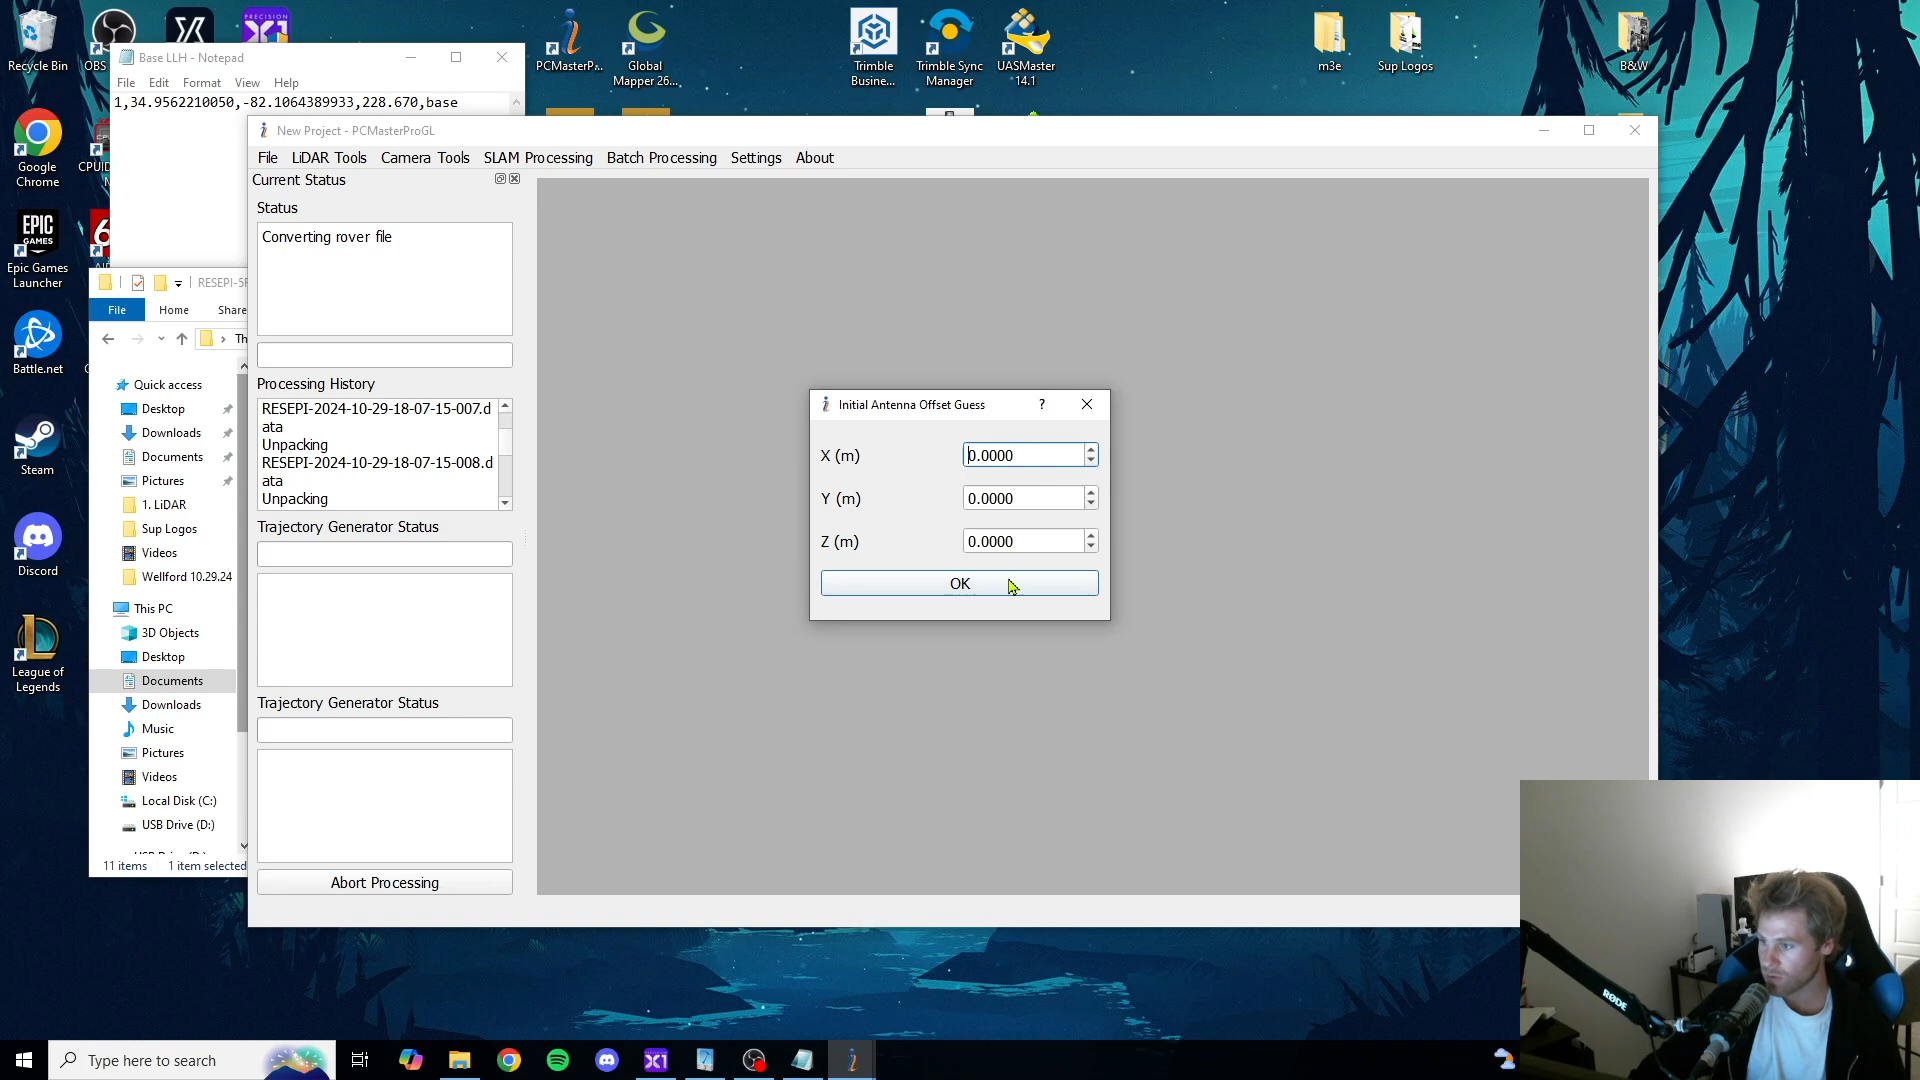 Recycle Bin
OBS
PRECISION
PCMasterP...
Global
Mapper 26...
Trimble
Busine...
Trimble Sync
Manager
UASMaster
14.1
m3e
Sup Logos
B&W
Base LLH - Notepad
File Edit Format View Help
1,34.9562210050,-82.1064389933,228.670,base
Google
Chrome
CPUID
EPIC
GAMES
Epic Games
Launcher
Battle.net
Steam
Discord
League of
Legends
New Project - PCMasterProGL
File LiDAR Tools Camera Tools SLAM Processing Batch Processing Settings About
Current Status
Status
Converting rover file
Processing History
RESEPI-2024-10-29-18-07-15-007.d
ata
Unpacking
RESEPI-2024-10-29-18-07-15-008.d
ata
Unpacking
Trajectory Generator Status
Trajectory Generator Status
Abort Processing
Initial Antenna Offset Guess ?
X (m) 0.0000
Y (m) 0.0000
Z (m) 0.0000
OK
File Home Share
Quick access
Desktop
Downloads
Documents
Pictures
1. LiDAR
Sup Logos
Videos
Wellford 10.29.24
This PC
3D Objects
Desktop
Documents
Downloads
Music
Pictures
Videos
Local Disk (C:)
USB Drive (D:)
11 items 1 item selected
RØDE
Type here to search